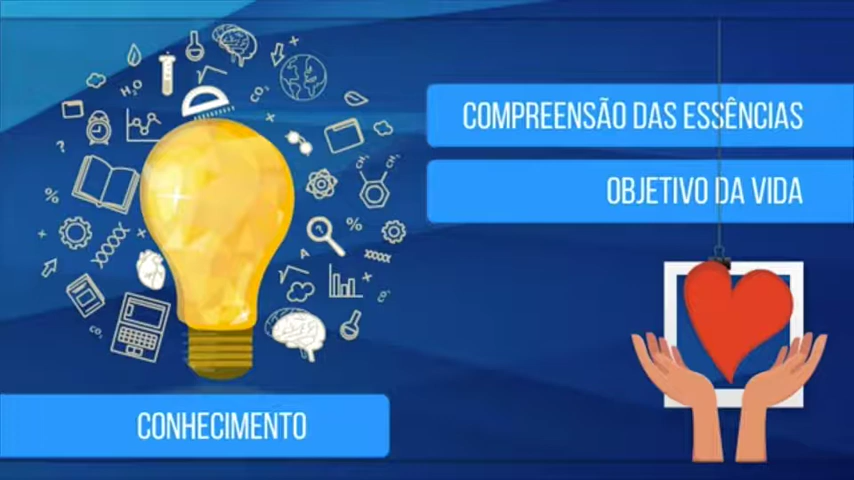 COMPREENSÃO DAS ESSÊNCIAS
OBJETIVO DA VIDA
CONHECIMENTO